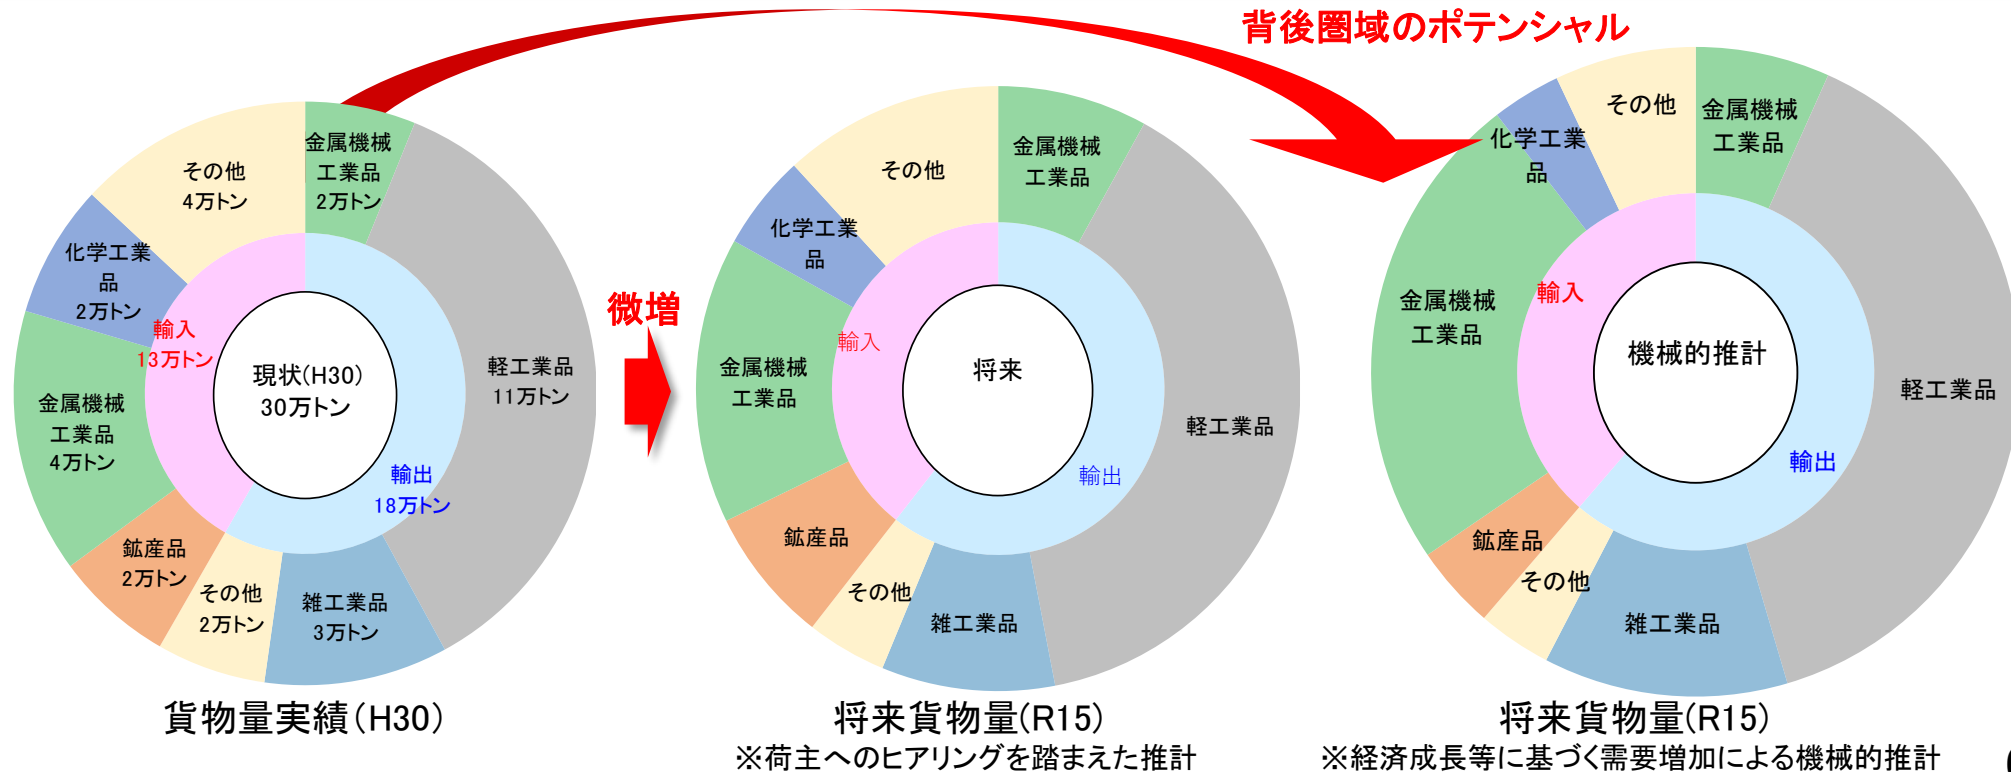 背後圏域のポテンシャル
金属機械
工業品
2万トン
軽工業品
11万トン
雑工業品
3万トン
その他
2万トン
鉱産品
2万トン
金属機械
工業品
4万トン
化学工業
品
2万トン
その他
4万トン
輸入
13万トン
輸出
18万トン
現状(H30)
30万トン
貨物量実績(H30)
微増
金属機械
工業品
軽工業品
雑工業品
その他
鉱産品
金属機械
工業品
化学工業
品
その他
輸入
輸出
将来
将来貨物量(R15)
※荷主へのヒアリングを踏まえた推計
金属機械
工業品
軽工業品
雑工業品
その他
鉱産品
金属機械
工業品
化学工業
品
その他
輸入
輸出
機械的推計
将来貨物量(R15)
※経済成長等に基づく需要増加による機械的推計